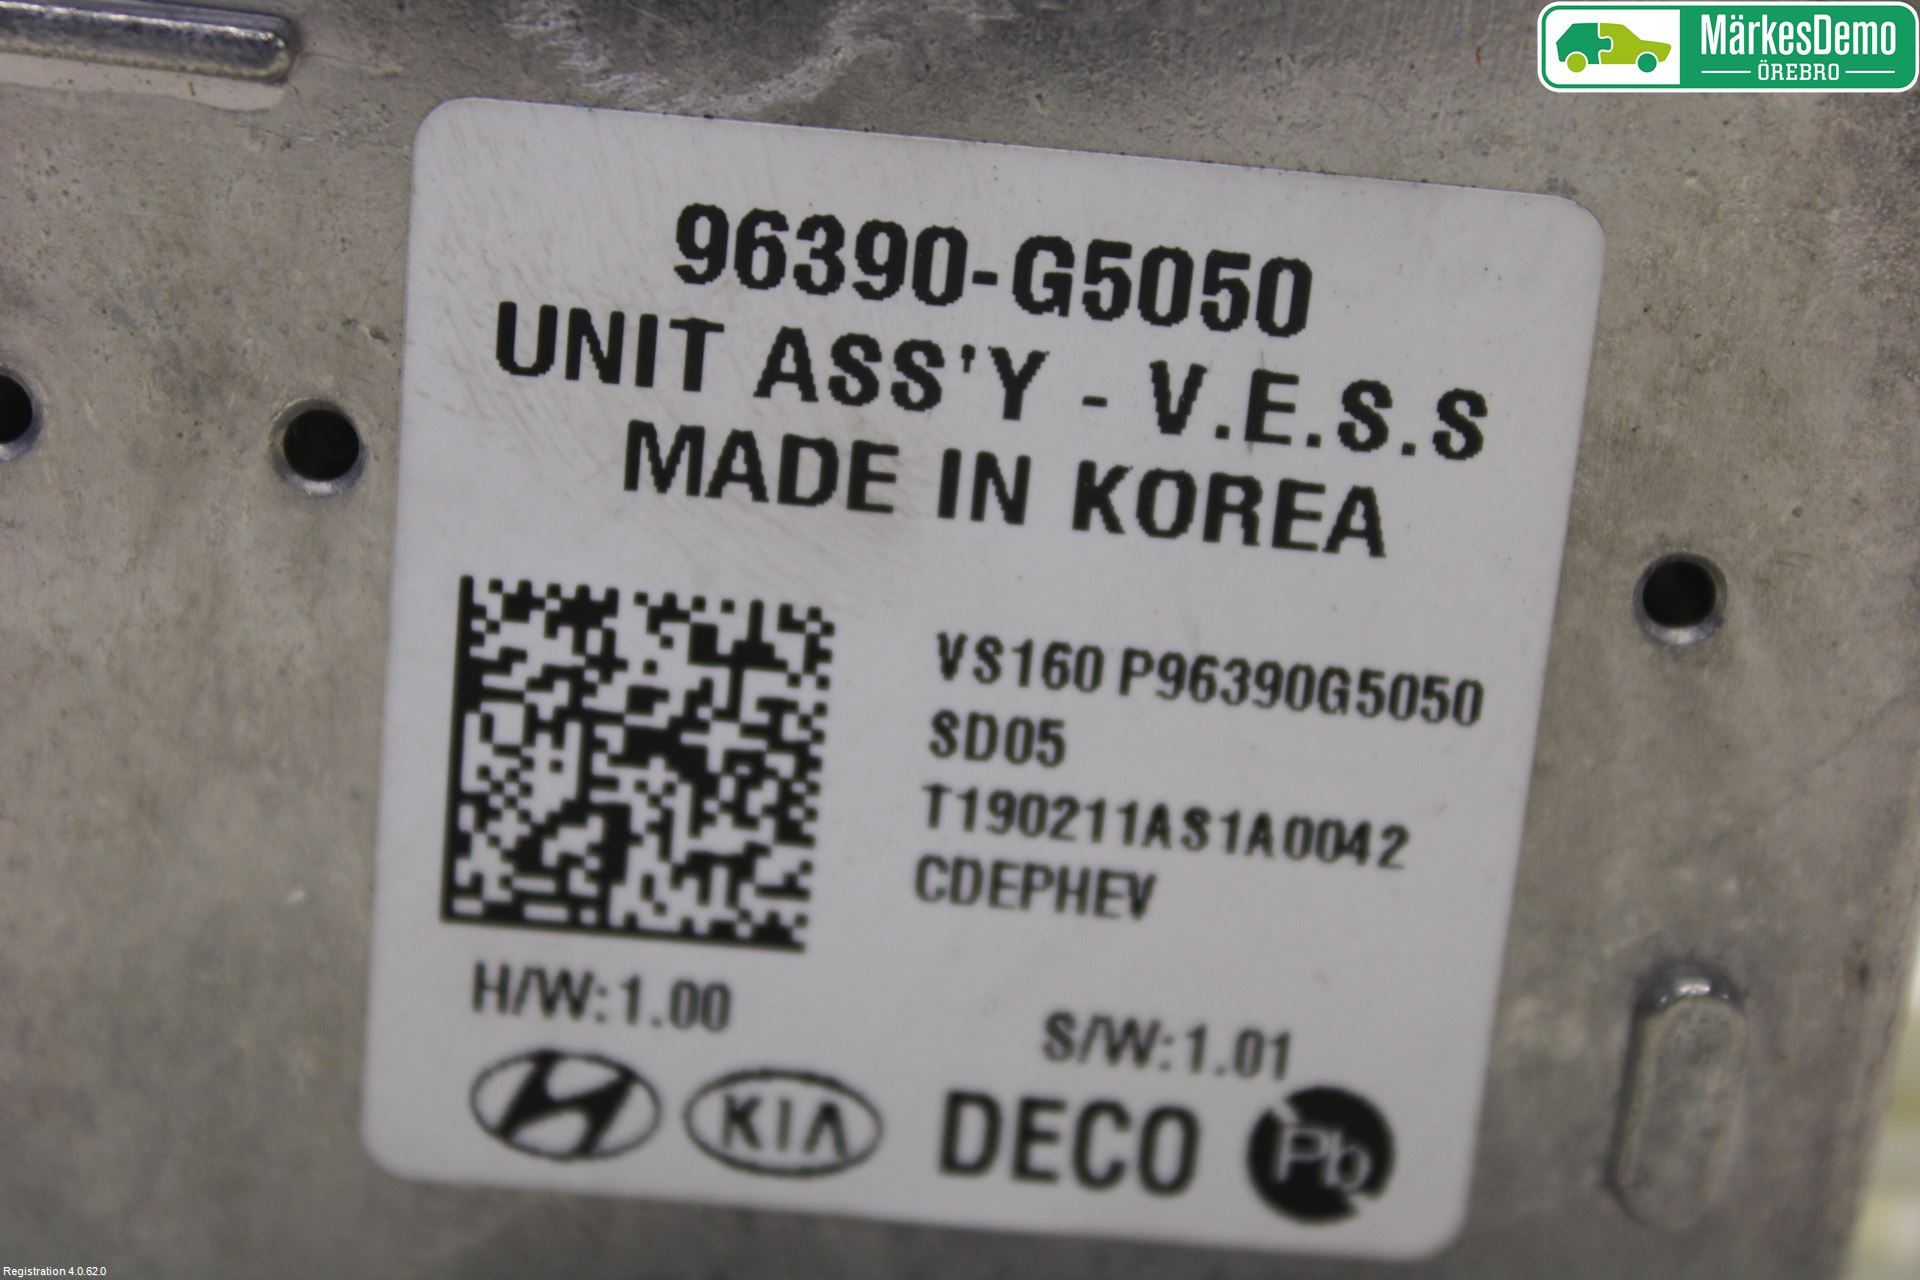 MärkesDemo
ÖREBRO
96390-G5050
UNIT ASS'Y - V.E.S.S
MADE IN KOREA
VS160 P96390G5050
SD05
T190211AS1A0042
CDEPHEV
H/W:1.00
S/W:1.01
KIA DECO Pb
Registration 4.0.62.0